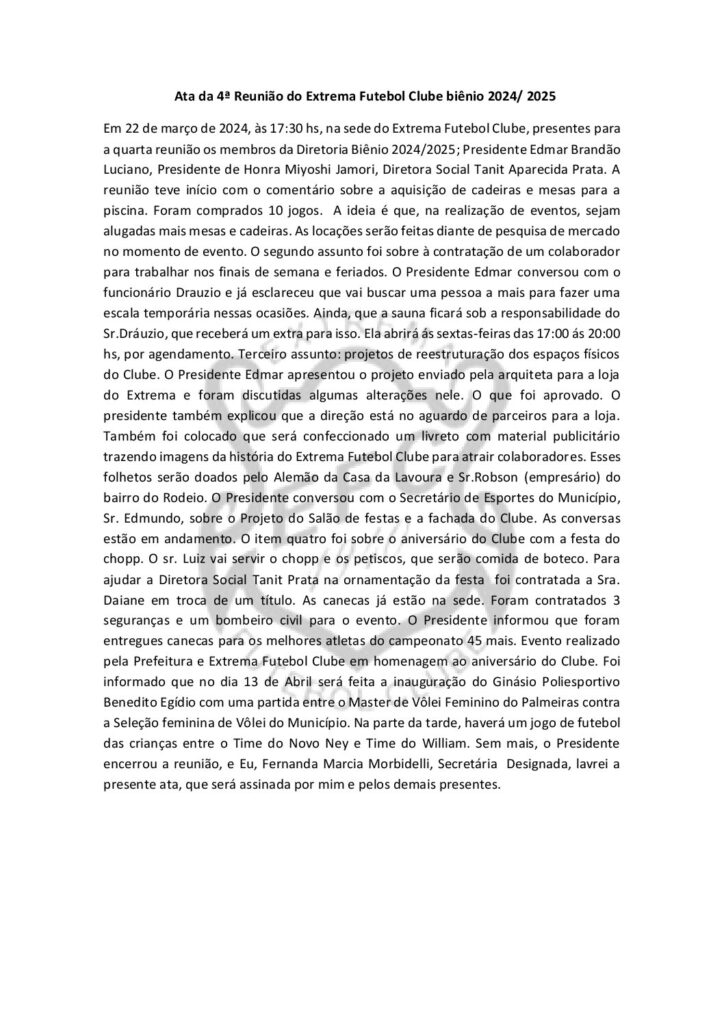 Ata da 4ª Reunião do Extrema Futebol Clube biênio 2024/ 2025
Em 22 de março de 2024, às 17:30 hs, na sede do Extrema Futebol Clube, presentes para
a quarta reunião os membros da Diretoria Biênio 2024/2025; Presidente Edmar Brandão
Luciano, Presidente de Honra Miyoshi Jamori, Diretora Social Tanit Aparecida Prata. A
reunião teve início com o comentário sobre a aquisição de cadeiras e mesas para a
piscina. Foram comprados 10 jogos.  A ideia é que, na realização de eventos, sejam
alugadas mais mesas e cadeiras. As locações serão feitas diante de pesquisa de mercado
no momento de evento. O segundo assunto foi sobre à contratação de um colaborador
para trabalhar nos finais de semana e feriados. O Presidente Edmar conversou com o
funcionário Drauzio e já esclareceu que vai buscar uma pessoa a mais para fazer uma
escala temporária nessas ocasiões. Ainda, que a sauna ficará sob a responsabilidade do
Sr.Dráuzio, que receberá um extra para isso. Ela abrirá ás sextas-feiras das 17:00 ás 20:00
hs, por agendamento. Terceiro assunto: projetos de reestruturação dos espaços físicos
do Clube. O Presidente Edmar apresentou o projeto enviado pela arquiteta para a loja
do Extrema e foram discutidas algumas alterações nele. O que foi aprovado. O
presidente também explicou que a direção está no aguardo de parceiros para a loja.
Também foi colocado que será confeccionado um livreto com material publicitário
trazendo imagens da história do Extrema Futebol Clube para atrair colaboradores. Esses
folhetos serão doados pelo Alemão da Casa da Lavoura e Sr.Robson (empresário) do
bairro do Rodeio. O Presidente conversou com o Secretário de Esportes do Município,
Sr. Edmundo, sobre o Projeto do Salão de festas e a fachada do Clube. As conversas
estão em andamento. O item quatro foi sobre o aniversário do Clube com a festa do
chopp. O sr. Luiz vai servir o chopp e os petiscos, que serão comida de boteco. Para
ajudar a Diretora Social Tanit Prata na ornamentação da festa  foi contratada a Sra.
Daiane em troca de um título. As canecas já estão na sede. Foram contratados 3
seguranças e um bombeiro civil para o evento. O Presidente informou que foram
entregues canecas para os melhores atletas do campeonato 45 mais. Evento realizado
pela Prefeitura e Extrema Futebol Clube em homenagem ao aniversário do Clube. Foi
informado que no dia 13 de Abril será feita a inauguração do Ginásio Poliesportivo
Benedito Egídio com uma partida entre o Master de Vôlei Feminino do Palmeiras contra
a Seleção feminina de Vôlei do Município. Na parte da tarde, haverá um jogo de futebol
das crianças entre o Time do Novo Ney e Time do William. Sem mais, o Presidente
encerrou a reunião, e Eu, Fernanda Marcia Morbidelli, Secretária  Designada, lavrei a
presente ata, que será assinada por mim e pelos demais presentes.
EXTREMA
EFC
FUTEBOL CLUBE